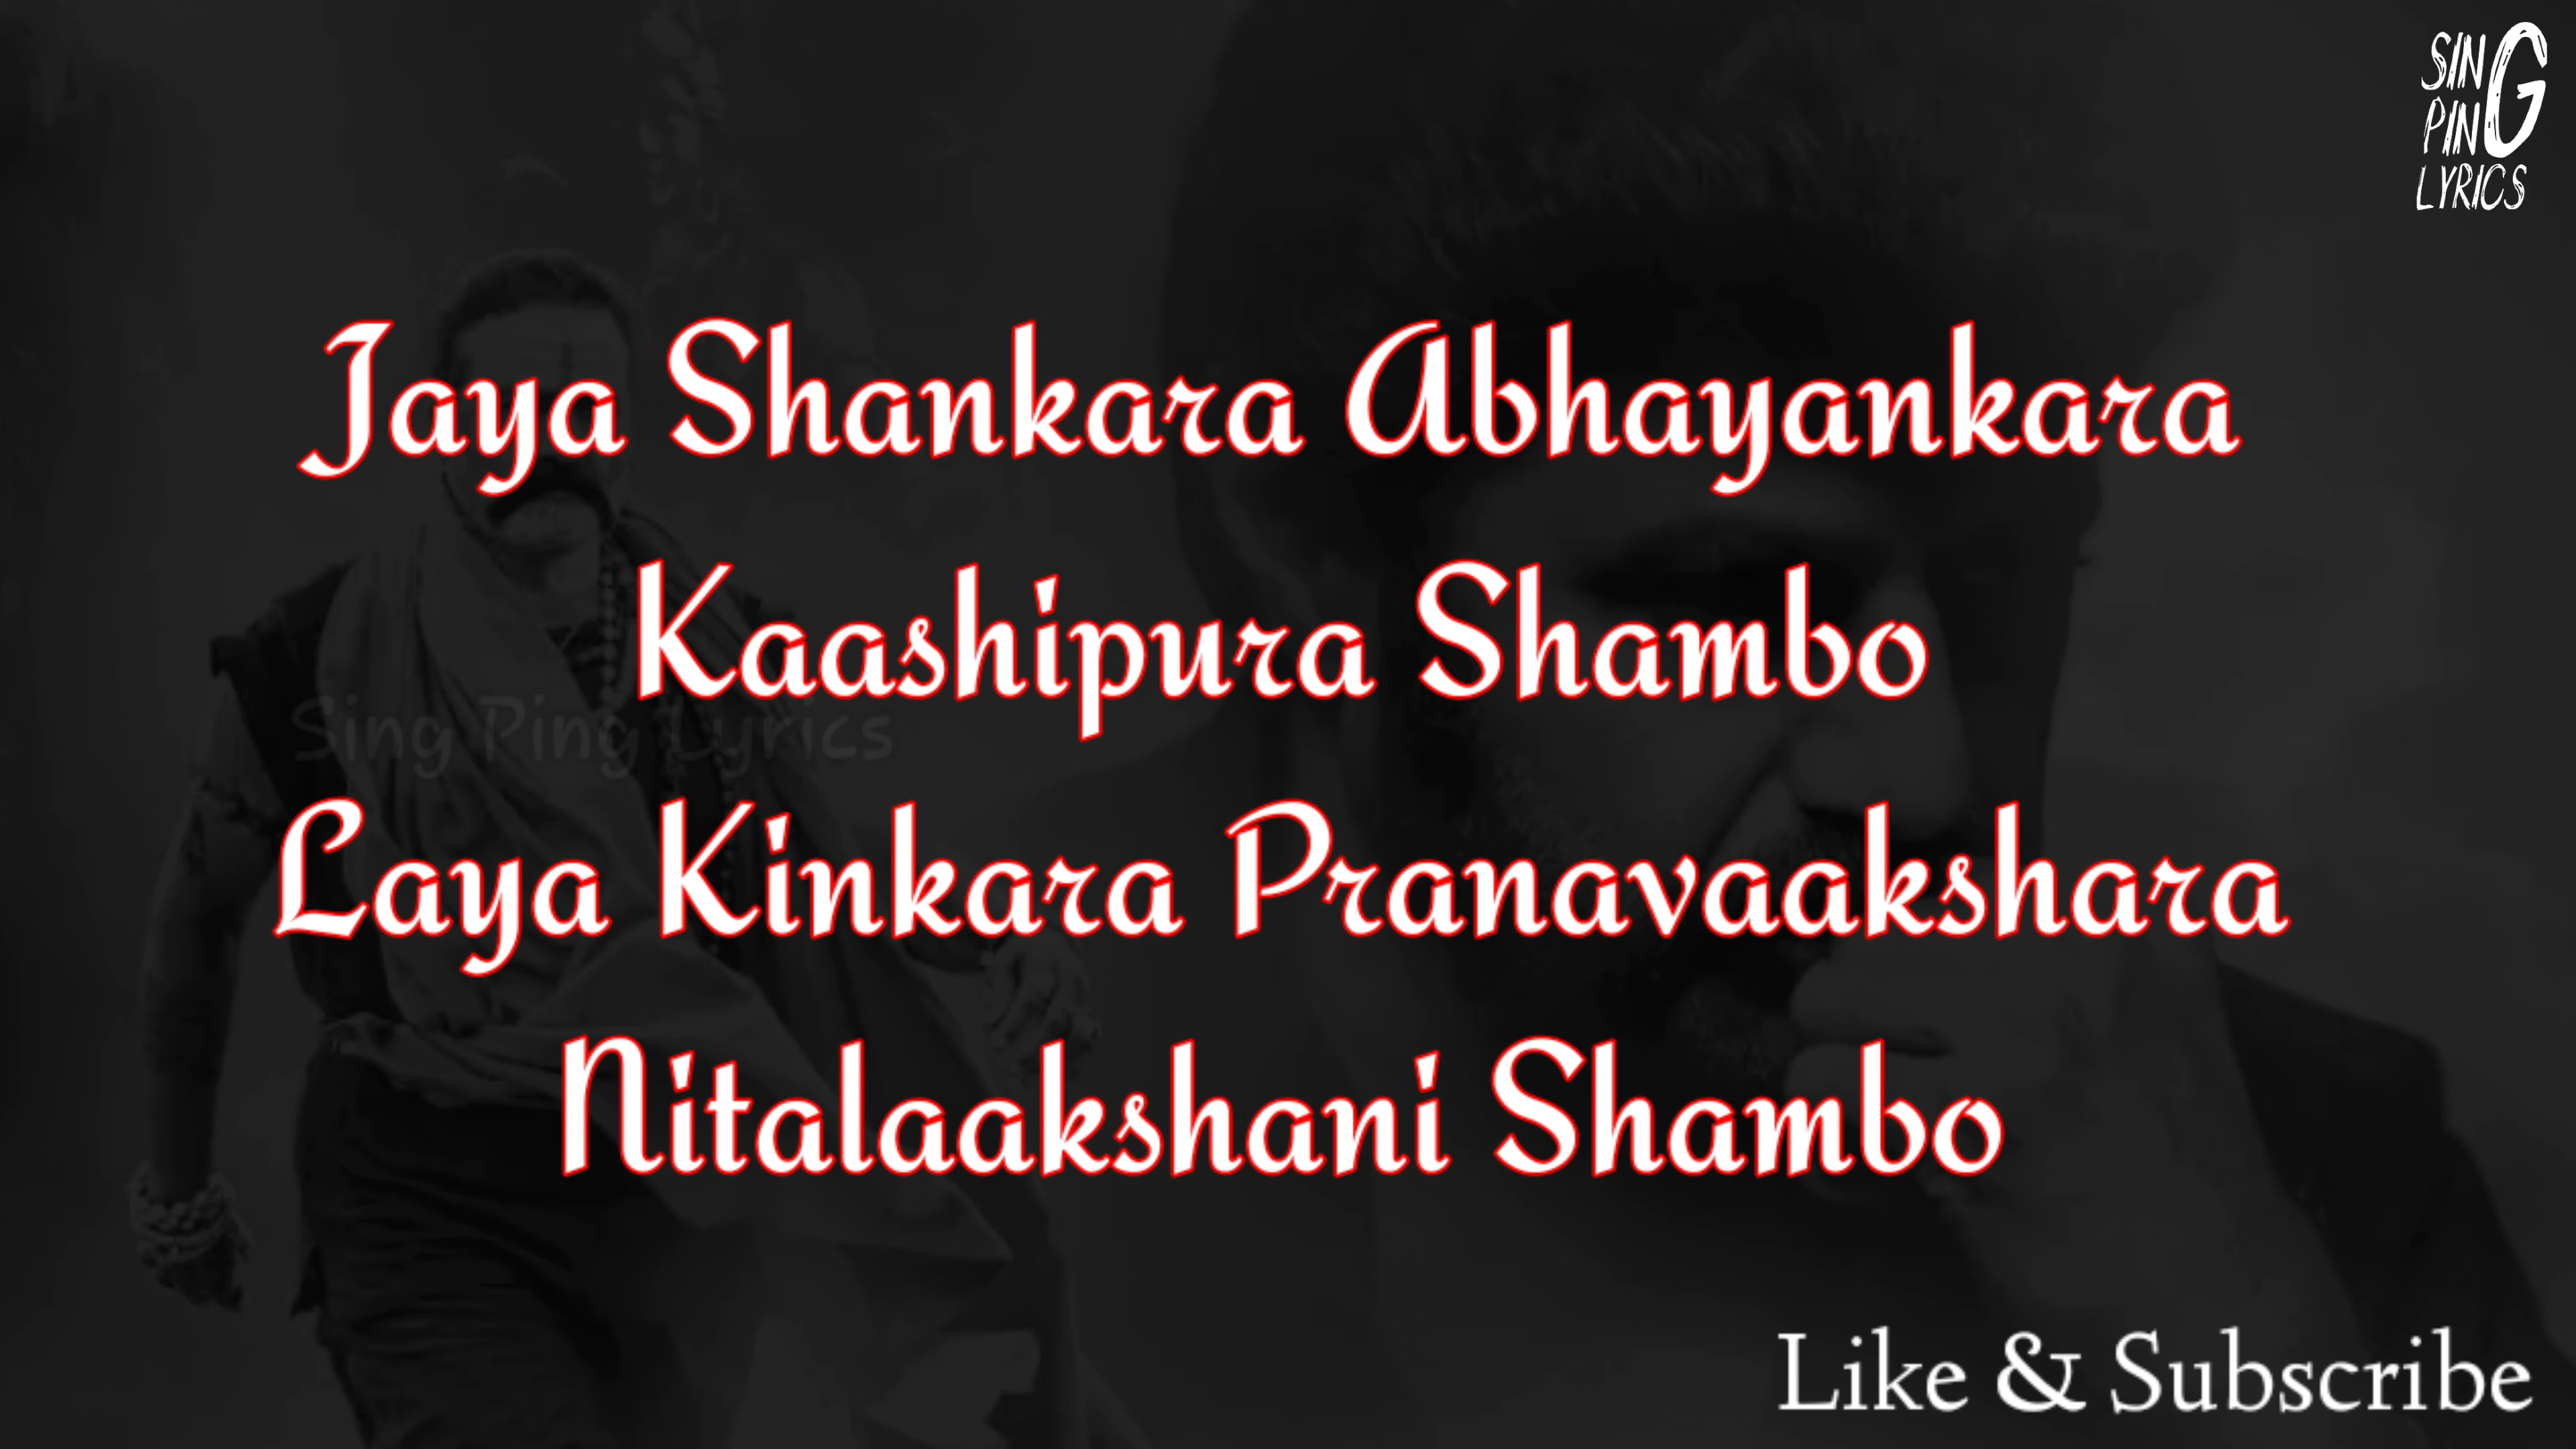 SING
PING
LYRICS
Jaya Shankara Abhayankara
Kaashipura Shambo
Sing Ping Lyrics
Laya Kinkara Pranavaakshara
Nitalaakshani Shambo
Like & Subscribe